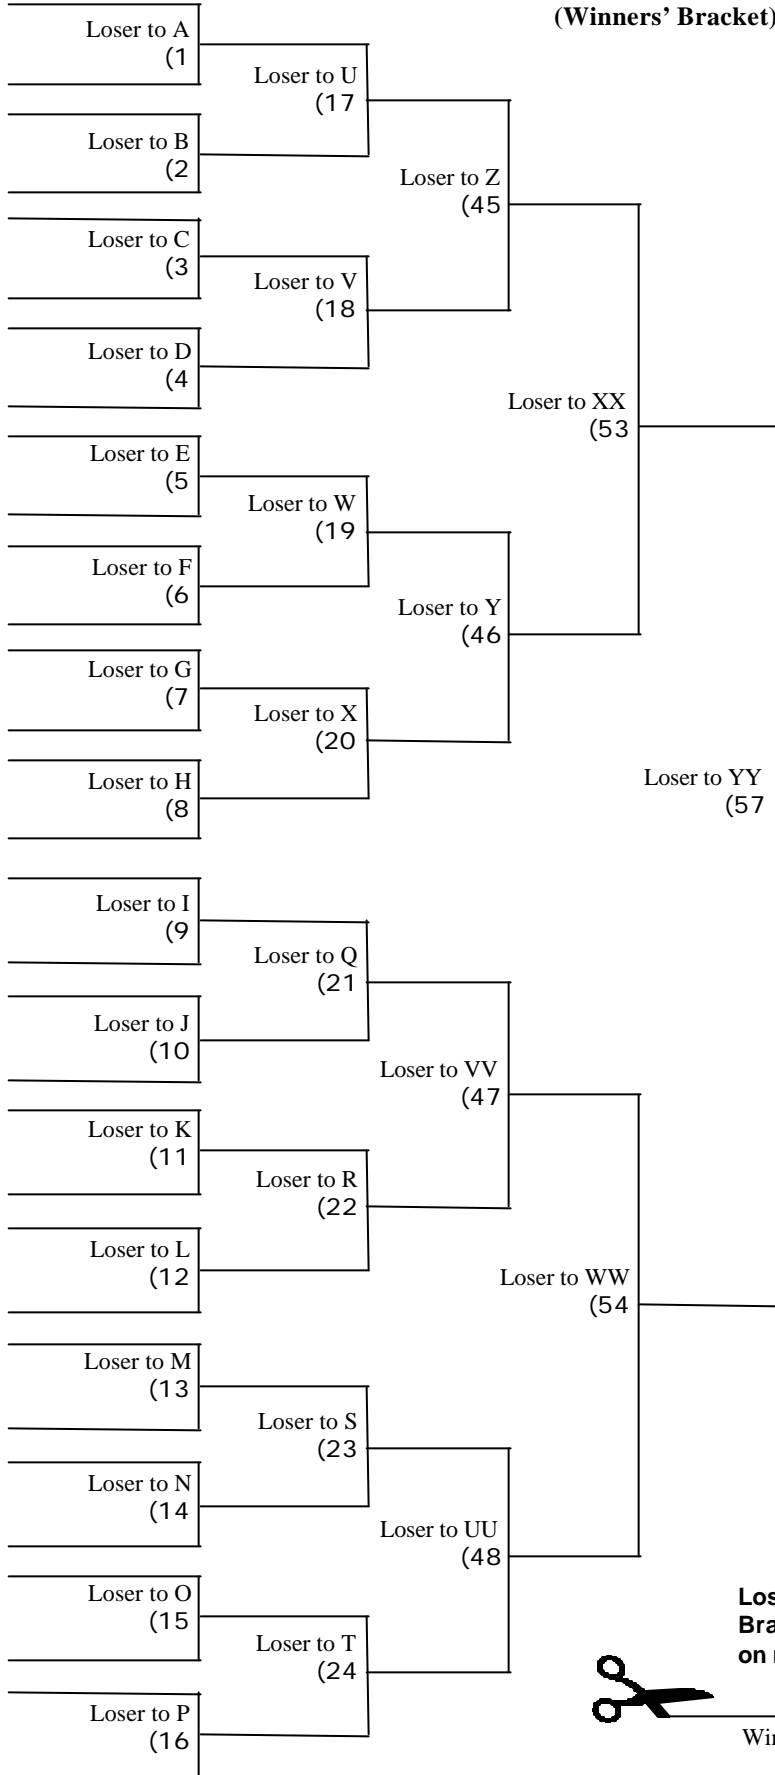 (Winners’ Bracket)
Loser to A
(1
Loser to U
(17
Loser to B
(2
Loser to Z
(45
Loser to C
(3
Loser to V
(18
Loser to D
(4
Loser to XX
(53
Loser to E
(5
Loser to W
(19
Loser to F
(6
Loser to Y
(46
Loser to G
(7
Loser to X
(20
Loser to H
(8
Loser to YY
(57
Loser to I
(9
Loser to Q
(21
Loser to J
(10
Loser to VV
(47
Loser to K
(11
Loser to R
(22
Loser to L
(12
Loser to WW
(54
Loser to M
(13
Loser to S
(23
Loser to N
(14
Loser to UU
(48
Loser to O
(15
Loser to T
(24
Loser to P
(16
Los
Bra
on
Win